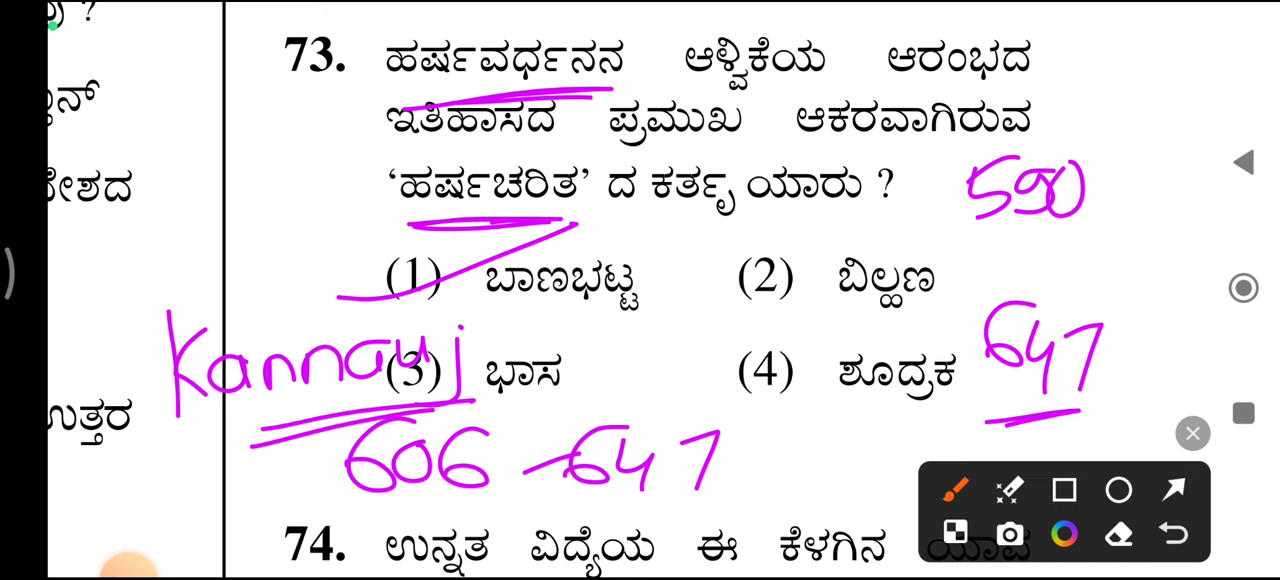 73. ಹರ್ಷವರ್ಧನನ ಆಳ್ವಿಕೆಯ ಆರಂಭದ
ಇತಿಹಾಸದ ಪ್ರಮುಖ ಆಕರವಾಗಿರುವ
‘ಹರ್ಷಚರಿತ’ ದ ಕರ್ತೃ ಯಾರು ? 590
(1) ಬಾಣಭಟ್ಟ (2) ಬಿಲ್ಹಣ
Kannauj
(3) ಭಾಸ (4) ಶೂದ್ರಕ 647
ಉತ್ತರ
606 - 647
74. ಉನ್ನತ ವಿದ್ಯೆಯ ಈ ಕೆಳಗಿನ ಯಾವ